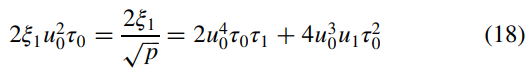 2ξ₁u₀²τ₀ = 2ξ₁/√p = 2u₀⁴τ₀τ₁ + 4u₀³u₁τ₀² (18)